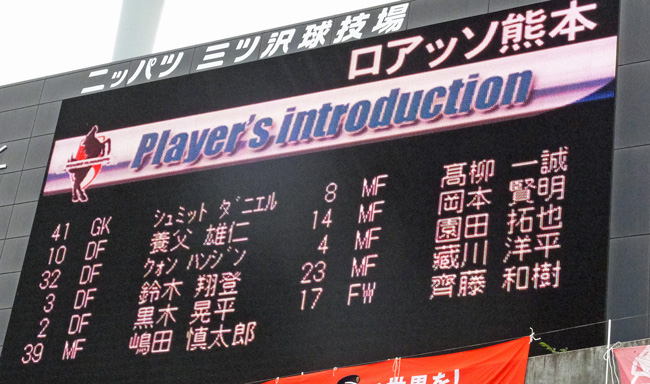 ニッパツ 三ツ沢球技場
ロアッソ熊本
Player's introduction
41 GK シュミット ダニエル
10 DF 養父 雄仁
32 DF クォン ハンジン
3 DF 鈴木 翔登
2 DF 黒木 晃平
39 MF 嶋田 慎太郎
8 MF 髙柳 一誠
14 MF 岡本 賢明
4 MF 園田 拓也
23 MF 藏川 洋平
17 FW 齊藤 和樹
世界を!